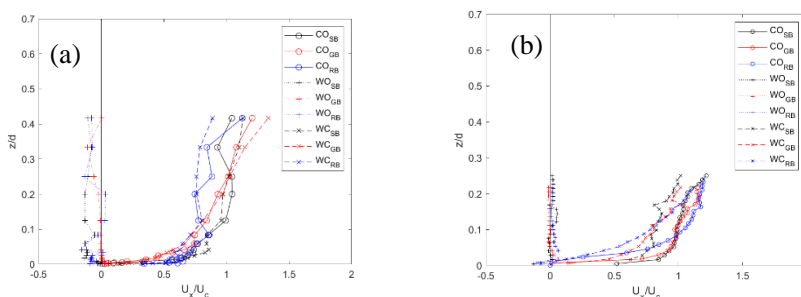 (a)
0.7
0.6
0.5
0.4
0.3
0.2
0.1
0
z/d
-0.5
0
0.5
1
1.5
2
Uₓ/U_c
CO_SB
CO_GB
CO_RB
WO_SB
WO_GB
WO_RB
WC_SB
WC_GB
WC_RB
(b)
0.7
0.6
0.5
0.4
0.3
0.2
0.1
0
z/d
-0.5
0
0.5
1
1.5
CO_SB
CO_GB
CO_RB
WO_SB
WO_GB
WO_RB
WC_SB
WC_GB
WC_RB